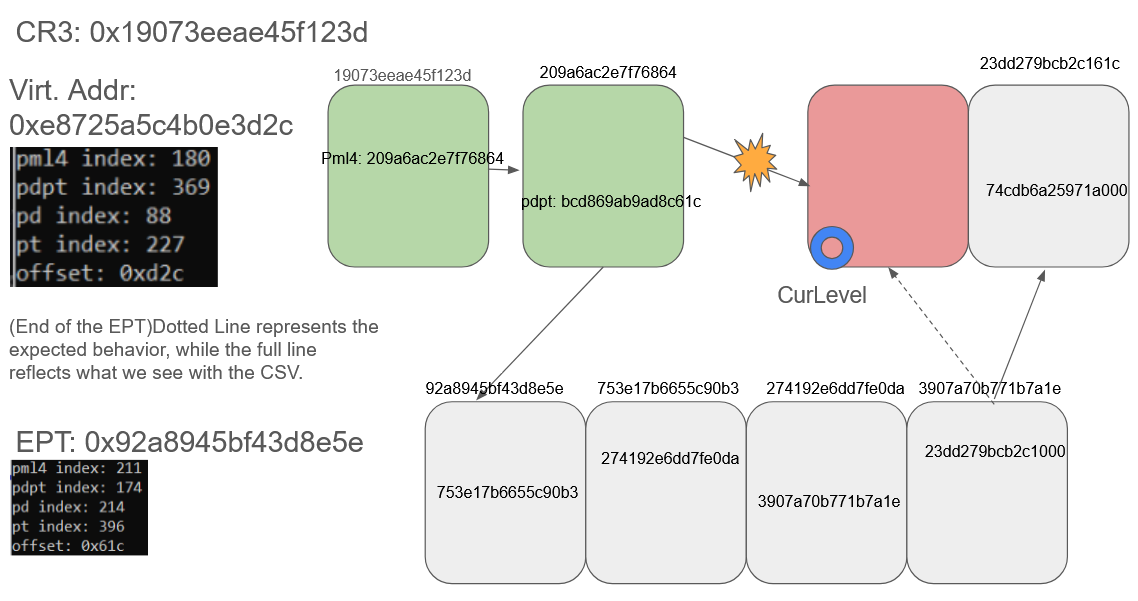 CR3: 0x19073eeae45f123d
Virt. Addr:
0xe8725a5c4b0e3d2c
pml4 index: 180
pdpt index: 369
pd index: 88
pt index: 227
offset: 0xd2c
(End of the EPT)Dotted Line represents the
expected behavior, while the full line
reflects what we see with the CSV.
EPT: 0x92a8945bf43d8e5e
pml4 index: 211
pdpt index: 174
pd index: 214
pt index: 396
offset: 0x61c
19073eeae45f123d
Pml4: 209a6ac2e7f76864
209a6ac2e7f76864
pdpt: bcd869ab9ad8c61c
CurLevel
23dd279bcb2c161c
74cdb6a25971a000
92a8945bf43d8e5e
753e17b6655c90b3
753e17b6655c90b3
274192e6dd7fe0da
274192e6dd7fe0da
3907a70b771b7a1e
3907a70b771b7a1e
23dd279bcb2c1000